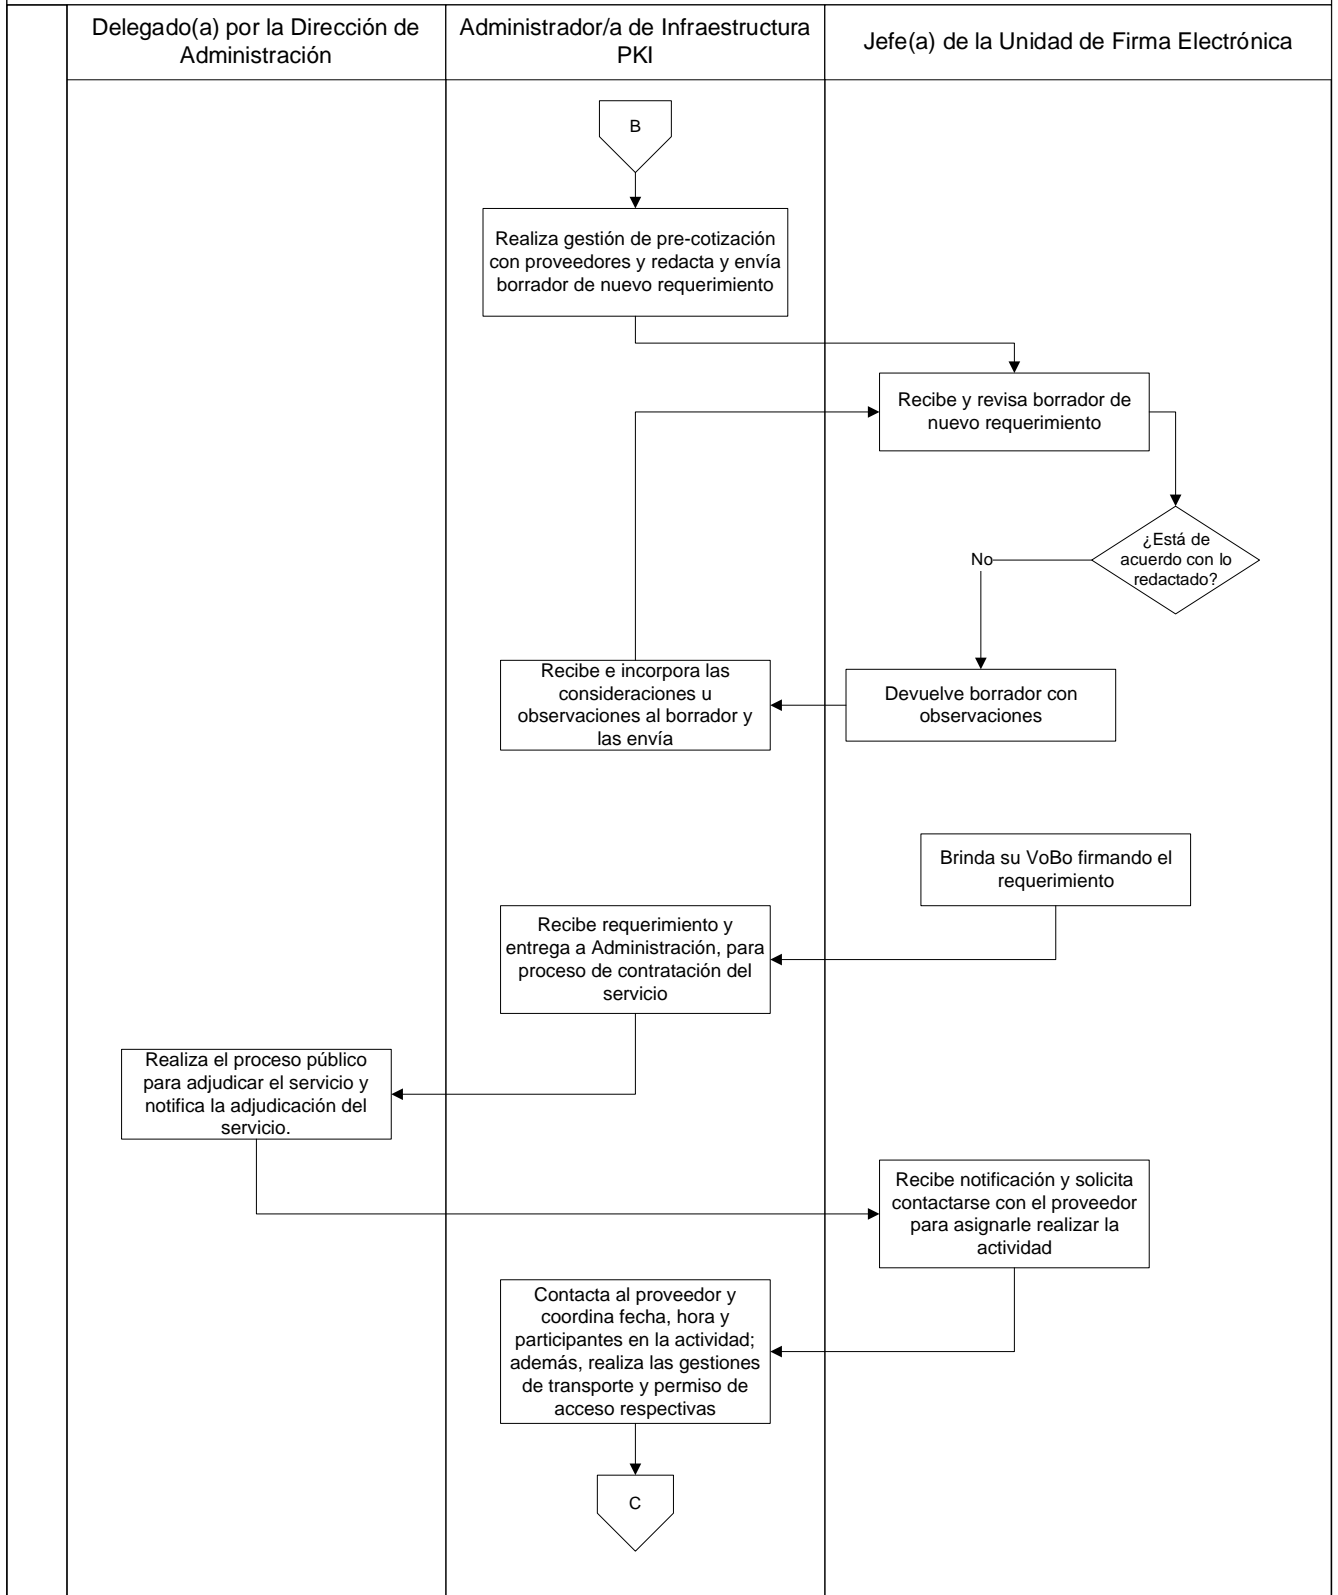 Delegado(a) por la Dirección de
Administración
Administrador/a de Infraestructura
PKI
Jefe(a) de la Unidad de Firma Electrónica
B
Realiza gestión de pre-cotización
con proveedores y redacta y envía
borrador de nuevo requerimiento
Recibe y revisa borrador de
nuevo requerimiento
¿Está de
acuerdo con lo
redactado?
No
Devuelve borrador con
observaciones
Recibe e incorpora las
consideraciones u
observaciones al borrador y
las envía
Brinda su VoBo firmando el
requerimiento
Recibe requerimiento y
entrega a Administración, para
proceso de contratación del
servicio
Realiza el proceso público
para adjudicar el servicio y
notifica la adjudicación del
servicio.
Recibe notificación y solicita
contactarse con el proveedor
para asignarle realizar la
actividad
Contacta al proveedor y
coordina fecha, hora y
participantes en la actividad;
además, realiza las gestiones
de transporte y permiso de
acceso respectivas
C